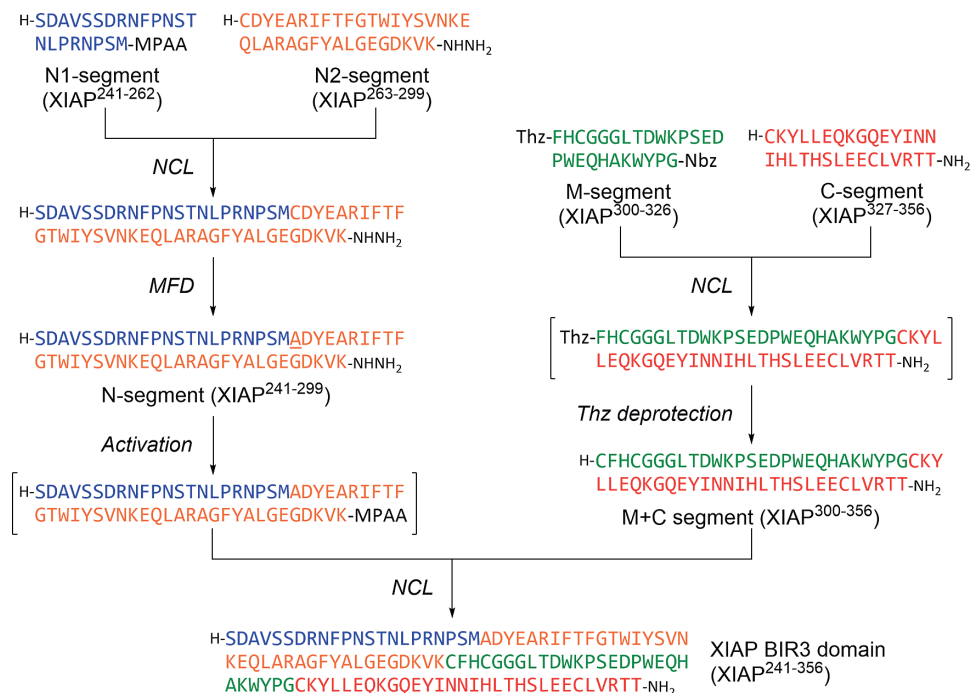 H-SDAVSSDRNFPNST
NLPRNPSM-MPAA
N1-segment
(XIAP241-262)
H-CDYEARIFTFGTWIYSVNKE
QLARAGFYALGEGDKVK-NHNH2
N2-segment
(XIAP263-299)
NCL
H-SDAVSSDRNFPNSTNLPRNPSMCDYEARIFTF
GTWIYSVNKEQLARAGFYALGEGDKVK-NHNH2
MFD
H-SDAVSSDRNFPNSTNLPRNPSMADYEARIFTF
GTWIYSVNKEQLARAGFYALGEGDKVK-NHNH2
N-segment (XIAP241-299)
Activation
H-SDAVSSDRNFPNSTNLPRNPSMADYEARIFTF
GTWIYSVNKEQLARAGFYALGEGDKVK-MPAA
Thz-FHCGGGLTDWKPSED
PWEQHAKWYPG-Nbz
M-segment
(XIAP300-326)
H-CKYLLEQKGQEYINN
IHLTHSLEECLVRTT-NH2
C-segment
(XIAP327-356)
NCL
Thz-FHCGGGLTDWKPSEDPWEQHAKWYPGCKYL
LEQKGQEYINNIHLTHSLEECLVRTT-NH2
Thz deprotection
H-CFHCGGGLTDWKPSEDPWEQHAKWYPGCKY
LLEQKGQEYINNIHLTHSLEECLVRTT-NH2
M+C segment (XIAP300-356)
NCL
H-SDAVSSDRNFPNSTNLPRNPSMADYEARIFTFGTWIYSVN
KEQLARAGFYALGEGDKVKCFHCGGGLTDWKPSEDPWEQH
AKWYPGCKYLLEQKGQEYINNIHLTHSLEECLVRTT-NH2
XIAP BIR3 domain
(XIAP241-356)